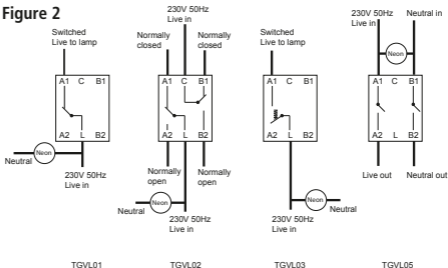 Figure 2
Switched
Live to lamp
A1 C B1
A2 L B2
Neon
Neutral
230V 50Hz
Live in
TGVL01
230V 50Hz
Live in
Normally
closed
Normally
closed
A1 C B1
A2 L B2
Normally
open
Normally
open
Neon
Neutral
230V 50Hz
Live in
TGVL02
Switched
Live to lamp
A1 C B1
A2 L B2
Neon
Neutral
230V 50Hz
Live in
TGVL03
230V 50Hz
Live in
Neutral in
Neon
A1 C B1
A2 L B2
Live out
Neutral out
TGVL05